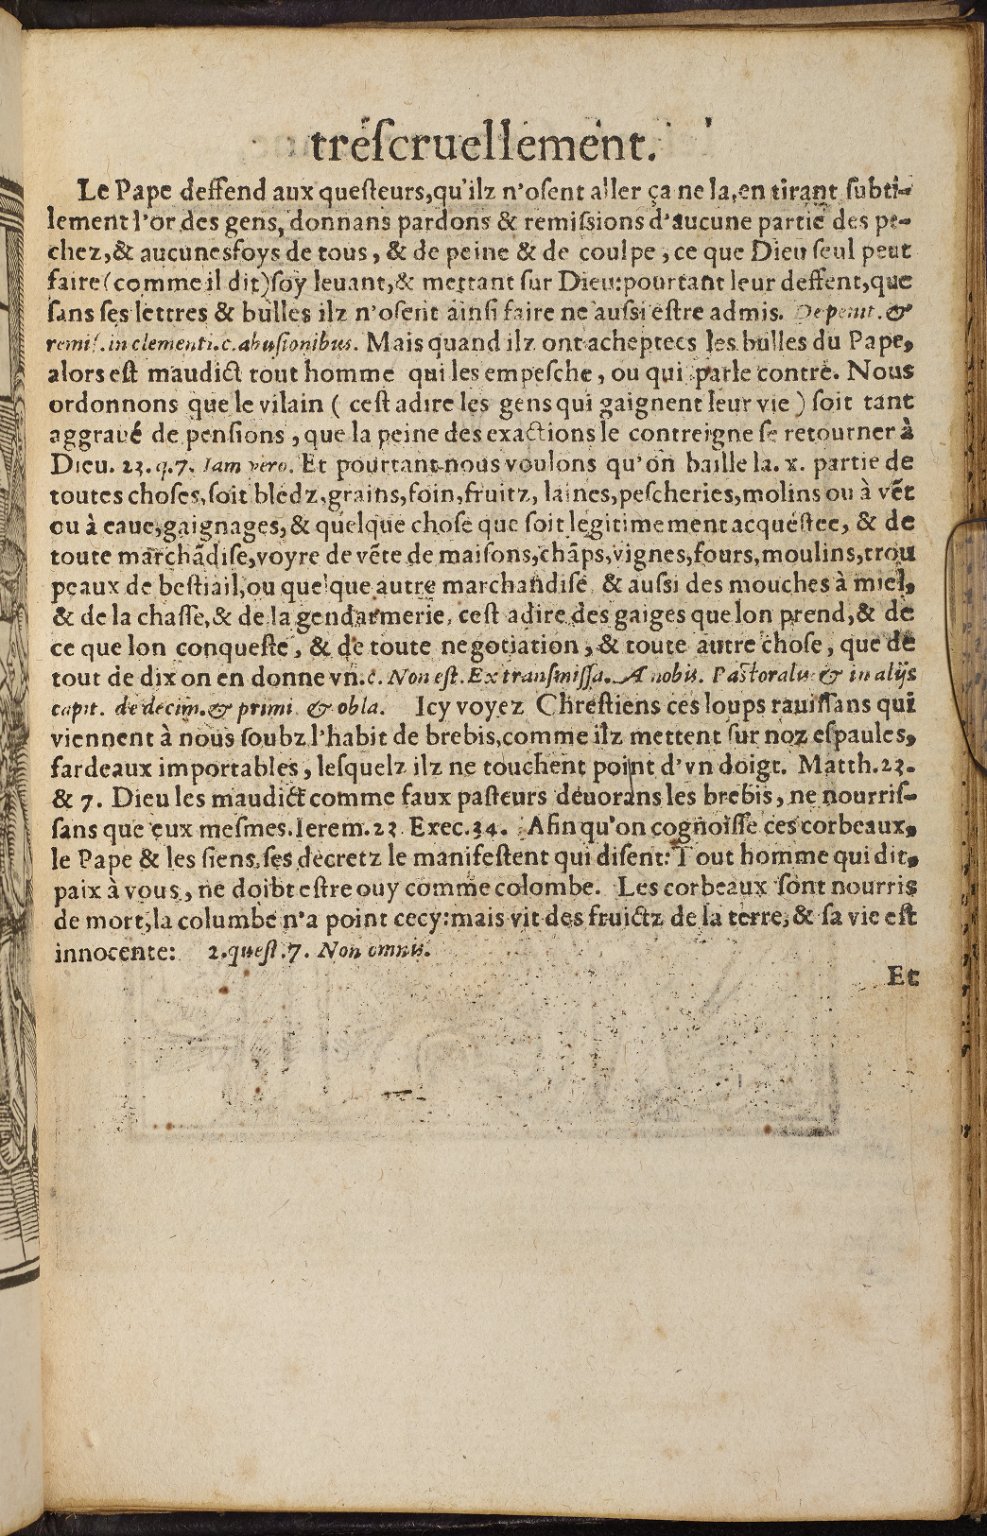 tréſcruellement.
Le Pape deffend aux queſteurs,qu'ilz n'oſent aller ça ne la,en tirant ſubti-
lement l'or des gens, donnans pardons & remiſsions d'aucune partie des pe-
chez,& aucunesfoys de tous, & de peine & de coulpe, ce que Dieu ſeul peut
faire(comme il dit)ſoy leuant,& mettant ſur Dieu:pourtant leur deffent,que
ſans ſes lettres & bulles ilz n'oſent ainſi faire ne auſsi eſtre admis. De penit. &
remiſ. in clementi.c.abuſionibus. Mais quand ilz ont acheptees les bulles du Pape,
alors eſt maudict tout homme qui les empeſche, ou qui parle contre. Nous
ordonnons que le vilain ( ceſt adire les gens qui gaignent leur vie ) ſoit tant
aggraué de penſions, que la peine des exactions le contreigne ſe retourner à
Dieu. 23. q. 7. Iam vero. Et pourtant nous voulons qu'on baille la. x. partie de
toutes choſes, ſoit bledz,grains,foin,fruitz, laines,peſcheries,molins ou à vēt
ou à eaue,gaignages,& quelque choſe que ſoit legitimement acqueſtee, & de
toute marchādiſe,voyre de vēte de maiſons,chāps,vignes,fours,moulins,trou
peaux de beſtiail,ou quelque autre marchandiſe & auſsi des mouches à miel,
& de la chaſſe,& de la gendarmerie, ceſt adire des gaiges que lon prend,& de
ce que lon conqueſte, & de toute negotiation, & toute autre choſe, que de
tout de dix on en donne vn.c. Non eſt. Ex tranſmiſſa. A nobis. Paſtoralis & in alijs
capit. de decim.& primi. & obla. Icy voyez Chreſtiens ces loups rauiſſans qui
viennent à nous ſoubz l'habit de brebis,comme ilz mettent ſur noz eſpaules,
fardeaux importables, leſquelz ilz ne touchent point d'vn doigt. Matth.23.
& 7. Dieu les maudict comme faux paſteurs deuorans les brebis, ne nourriſ-
ſans que eux meſmes.Ierem.23 Exec.34. Afin qu'on cognoiſſe ces corbeaux,
le Pape & les ſiens, ſes decretz le manifeſtent qui diſent: Tout homme qui dit,
paix à vous, ne doibt eſtre ouy comme colombe. Les corbeaux ſont nourris
de mort,la columbe n'a point cecy:mais vit des fruictz de la terre,& ſa vie eſt
innocente: 2.queſt.7. Non omnis.
Et